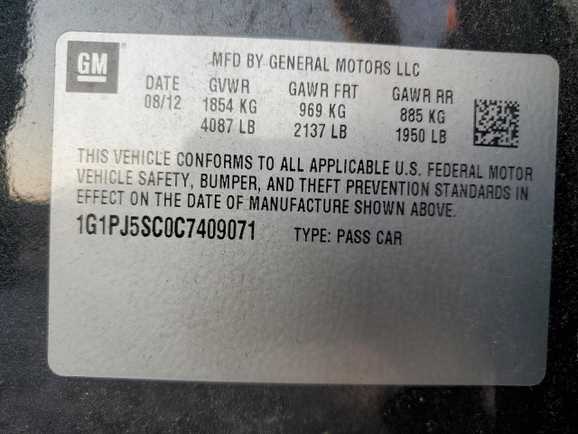 GM
MFD BY GENERAL MOTORS LLC
DATE GVWR GAWR FRT GAWR RR
08/12 1854 KG 969 KG 885 KG
4087 LB 2137 LB 1950 LB
THIS VEHICLE CONFORMS TO ALL APPLICABLE U.S. FEDERAL MOTOR
VEHICLE SAFETY, BUMPER, AND THEFT PREVENTION STANDARDS IN
EFFECT ON THE DATE OF MANUFACTURE SHOWN ABOVE.
1G1PJ5SC0C7409071 TYPE: PASS CAR